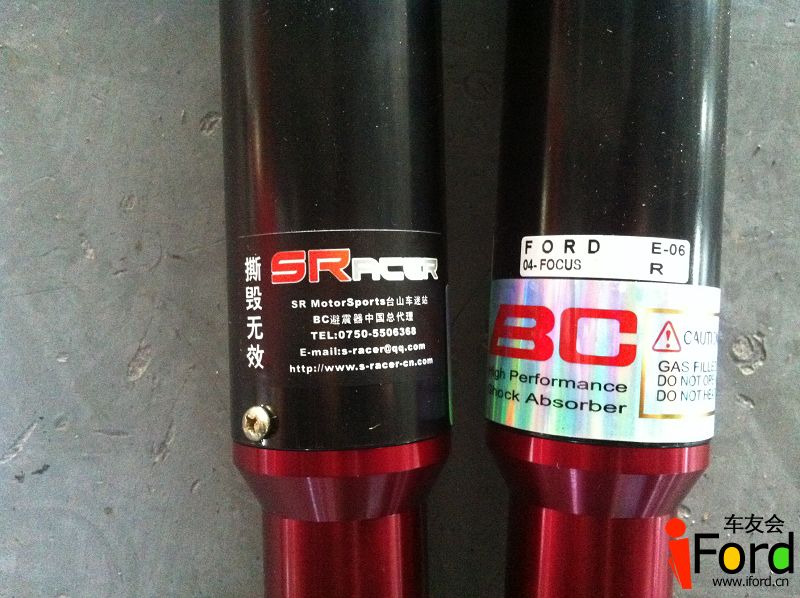 撕毁无效
SRACER
SR MotorSports台山车迷站
BC避震器中国总代理
TEL:0750-5506368
E-mail:s-racer@qq.com
http://www.s-racer-cn.com
FORD E-06
04-FOCUS R
BC
High Performance
Shock Absorber
CAUTION
GAS FILLED
DO NOT
DO NOT
车友会
iFord
www.iford.cn